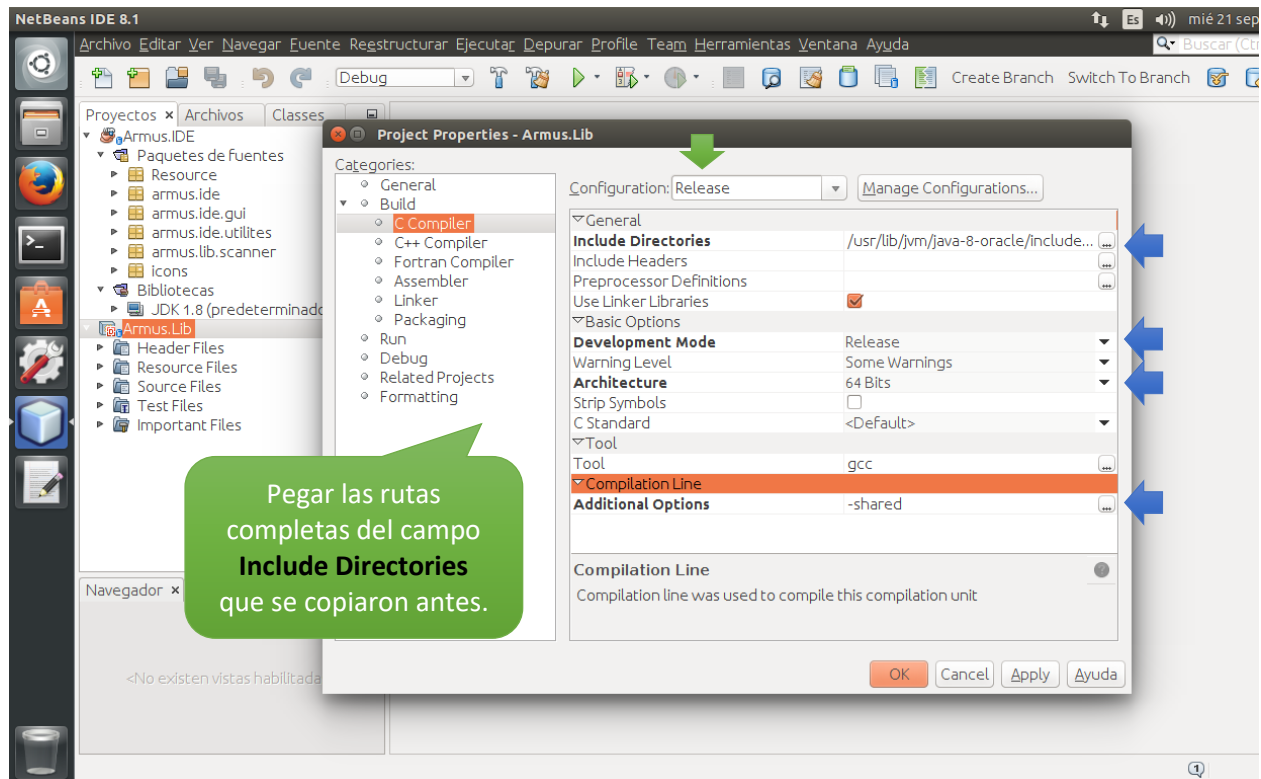 NetBeans IDE 8.1
Es
mié 21 sep
Archivo Editar Ver Navegar Fuente Reestructurar Ejecutar Depurar Profile Team Herramientas Ventana Ayuda
Buscar (Ctr
Debug
Create Branch
Switch To Branch
Proyectos
Archivos
Classes
Armus.IDE
Paquetes de fuentes
Resource
armus.ide
armus.ide.gui
armus.ide.utilites
armus.lib.scanner
icons
Bibliotecas
JDK 1.8 (predeterminado
Armus.Lib
Header Files
Resource Files
Source Files
Test Files
Important Files
Navegador
<No existen vistas habilitada
Project Properties - Armus.Lib
Categories:
General
Build
C Compiler
C++ Compiler
Fortran Compiler
Assembler
Linker
Packaging
Run
Debug
Related Projects
Formatting
Configuration: Release
Manage Configurations...
General
Include Directories /usr/lib/jvm/java-8-oracle/include... ...
Include Headers ...
Preprocessor Definitions ...
Use Linker Libraries
Basic Options
Development Mode Release
Warning Level Some Warnings
Architecture 64 Bits
Strip Symbols
C Standard <Default>
Tool
Tool gcc ...
Compilation Line
Additional Options -shared ...
Compilation Line
Compilation line was used to compile this compilation unit
OK
Cancel
Apply
Ayuda
Pegar las rutas
completas del campo
Include Directories
que se copiaron antes.
1